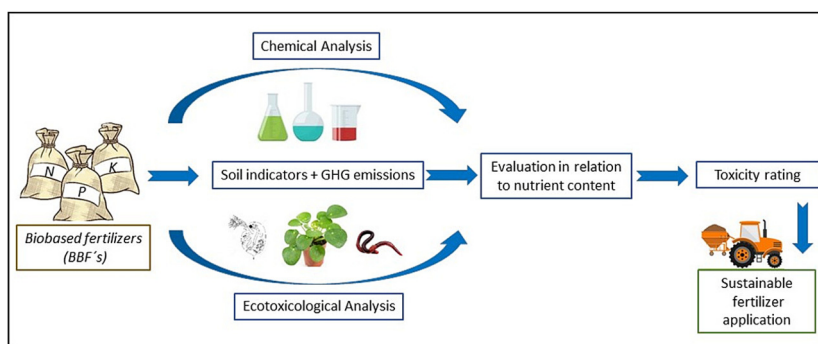 Chemical Analysis
N
P
K
Soil indicators + GHG emissions
Evaluation in relation
to nutrient content
Toxicity rating
Biobased fertilizers
(BBF´s)
Ecotoxicological Analysis
Sustainable
fertilizer
application